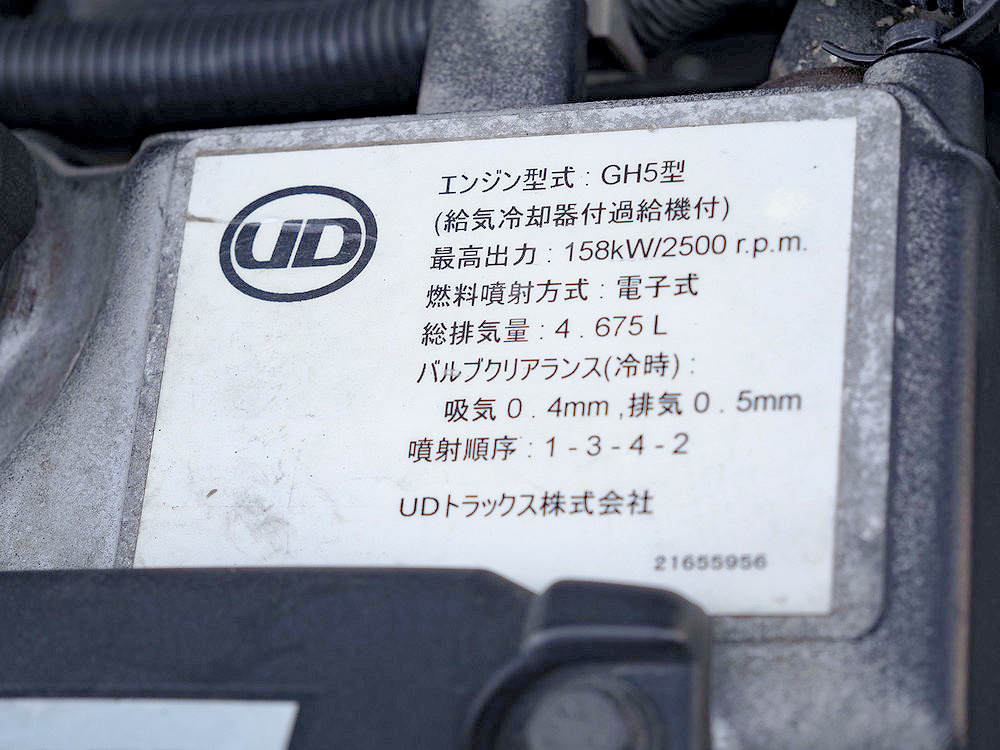 UD
エンジン型式 : GH5型
(給気冷却器付過給機付)
最高出力 : 158kW/2500 r.p.m.
燃料噴射方式 : 電子式
総排気量 : 4 . 675 L
バルブクリアランス(冷時) :
吸気 0 . 4mm ,排気 0 . 5mm
噴射順序 : 1 - 3 - 4 - 2
UDトラックス株式会社
21655956